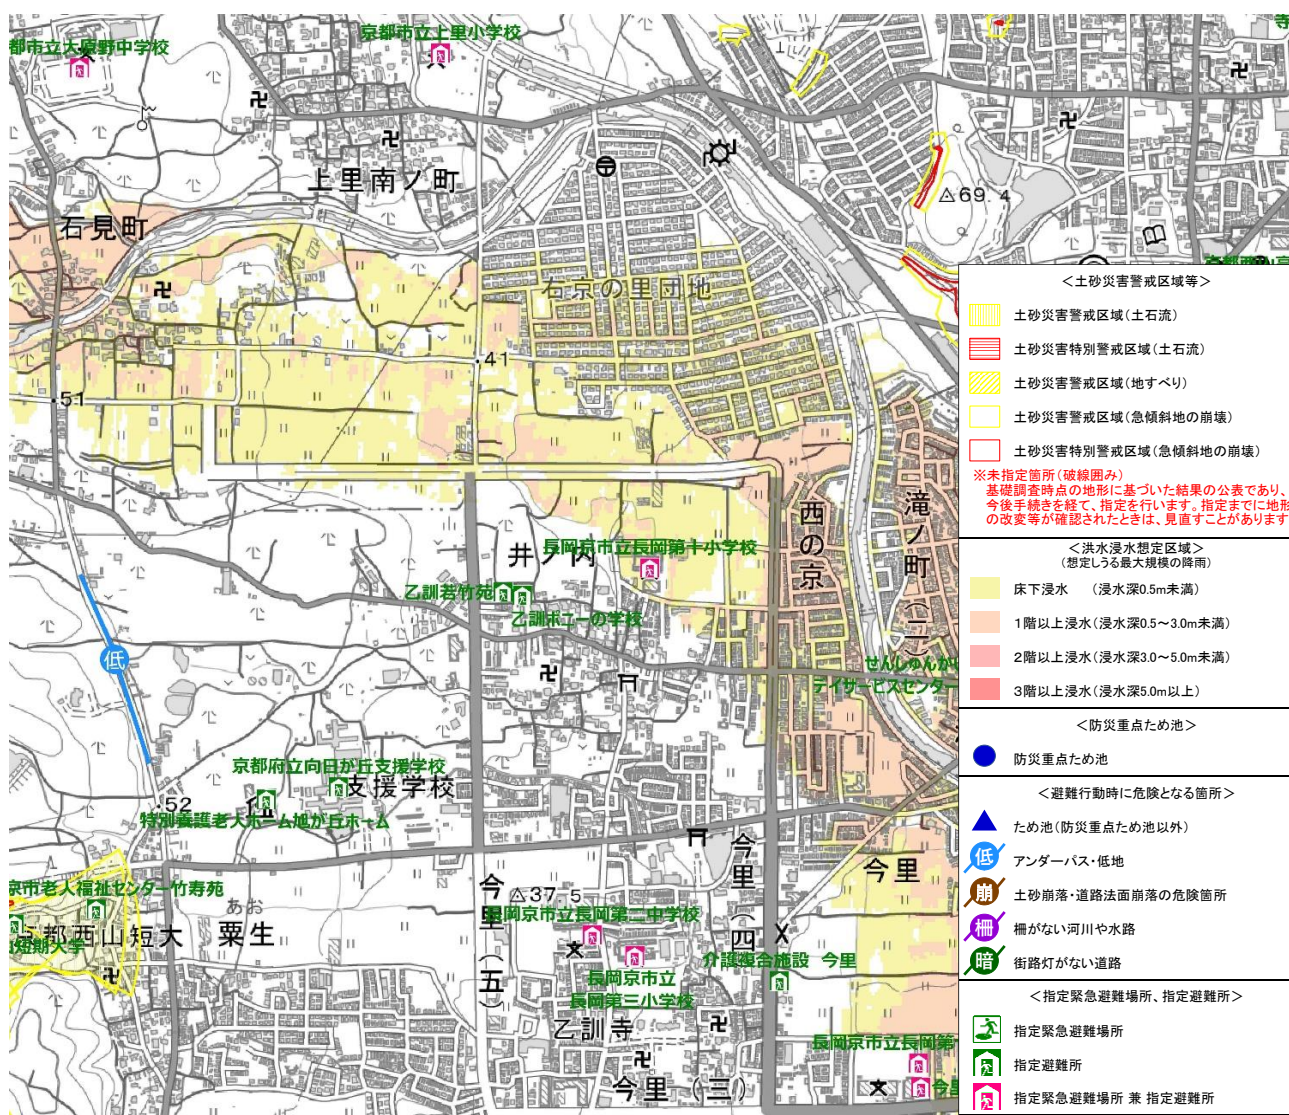 都市立大原野中学校
京都市立上里小学校
上里南ノ町
石見町
69.4
右京の里団地
41
51
西の京
滝ノ町(二)
井ノ内
長岡京市立長岡第十小学校
乙訓若竹苑
乙訓ポニーの学校
せんしゅんが
デイサービスセンター
低
京都府立向日が丘支援学校
支援学校
52
特別養護老人ホーム旭が丘ホーム
今里(四)
今里
京市老人福祉センター竹寿苑
あお
粟生
都西山短大
短期大学
今里(五)
37.5
長岡京市立長岡第二中学校
長岡京市立
長岡第三小学校
介護複合施設 今里
乙訓寺
今里(三)
長岡京市立長岡第
<土砂災害警戒区域等>
土砂災害警戒区域(土石流)
土砂災害特別警戒区域(土石流)
土砂災害警戒区域(地すべり)
土砂災害警戒区域(急傾斜地の崩壊)
土砂災害特別警戒区域(急傾斜地の崩壊)
※未指定箇所(破線囲み)
基礎調査時点の地形に基づいた結果の公表であり、
今後手続きを経て、指定を行います。指定までに地形
の改変等が確認されたときは、見直すことがあります
<洪水浸水想定区域>
(想定しうる最大規模の降雨)
床下浸水 (浸水深0.5m未満)
1階以上浸水(浸水深0.5～3.0m未満)
2階以上浸水(浸水深3.0～5.0m未満)
3階以上浸水(浸水深5.0m以上)
<防災重点ため池>
防災重点ため池
<避難行動時に危険となる箇所>
ため池(防災重点ため池以外)
低 アンダーパス・低地
崩 土砂崩落・道路法面崩落の危険箇所
柵 柵がない河川や水路
暗 街路灯がない道路
<指定緊急避難場所、指定避難所>
指定緊急避難場所
指定避難所
指定緊急避難場所 兼 指定避難所